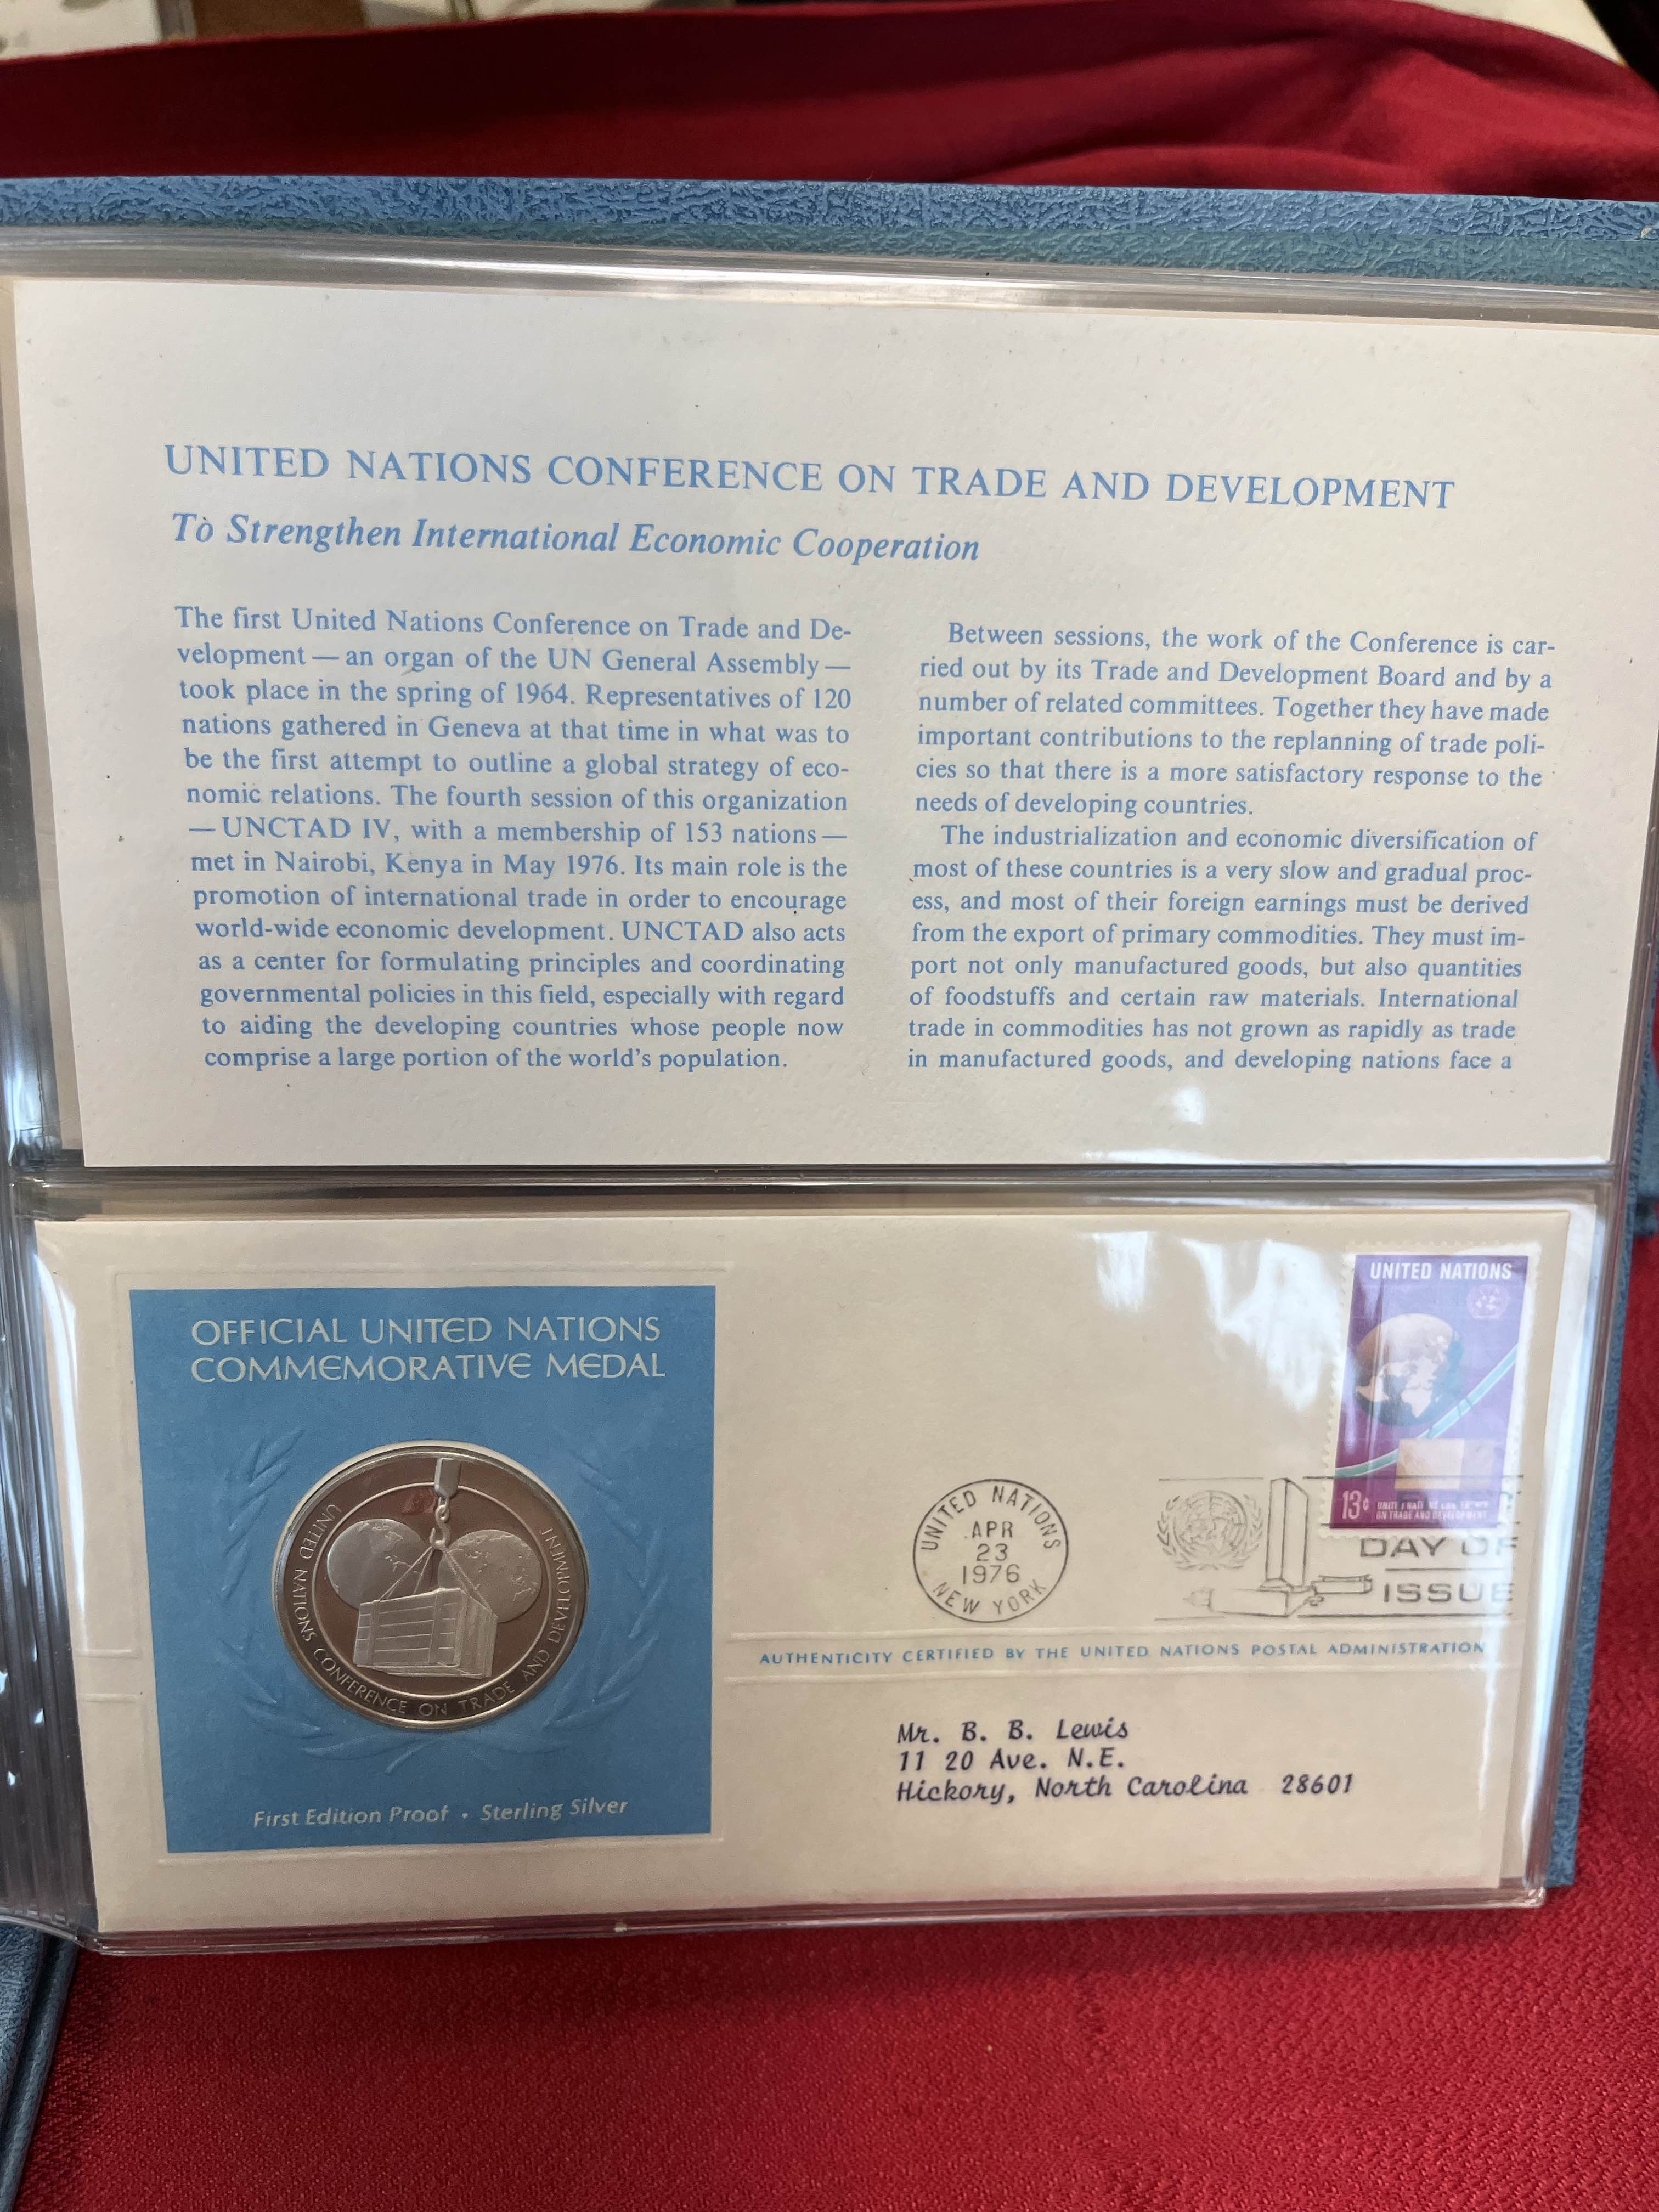 UNITED NATIONS CONFERENCE ON TRADE AND DEVELOPMENT
To Strengthen International Economic Cooperation
The first United Nations Conference on Trade and De-
velopment — an organ of the UN General Assembly —
took place in the spring of 1964. Representatives of 120
nations gathered in Geneva at that time in what was to
be the first attempt to outline a global strategy of eco-
nomic relations. The fourth session of this organization
— UNCTAD IV, with a membership of 153 nations —
met in Nairobi, Kenya in May 1976. Its main role is the
promotion of international trade in order to encourage
world-wide economic development. UNCTAD also acts
as a center for formulating principles and coordinating
governmental policies in this field, especially with regard
to aiding the developing countries whose people now
comprise a large portion of the world's population.
Between sessions, the work of the Conference is car-
ried out by its Trade and Development Board and by a
number of related committees. Together they have made
important contributions to the replanning of trade poli-
cies so that there is a more satisfactory response to the
needs of developing countries.
The industrialization and economic diversification of
most of these countries is a very slow and gradual proc-
ess, and most of their foreign earnings must be derived
from the export of primary commodities. They must im-
port not only manufactured goods, but also quantities
of foodstuffs and certain raw materials. International
trade in commodities has not grown as rapidly as trade
in manufactured goods, and developing nations face a
OFFICIAL UNITED NATIONS
COMMEMORATIVE MEDAL
UNITED NATIONS CONFERENCE ON TRADE AND DEVELOPMENT
First Edition Proof • Sterling Silver
UNITED NATIONS
13¢
ON TRADE AND DEVELOPMENT
UNITED NATIONS
APR
23
1976
NEW YORK
DAY OF
ISSUE
AUTHENTICITY CERTIFIED BY THE UNITED NATIONS POSTAL ADMINISTRATION
Mr. B. B. Lewis
11 20 Ave. N.E.
Hickory, North Carolina 28601